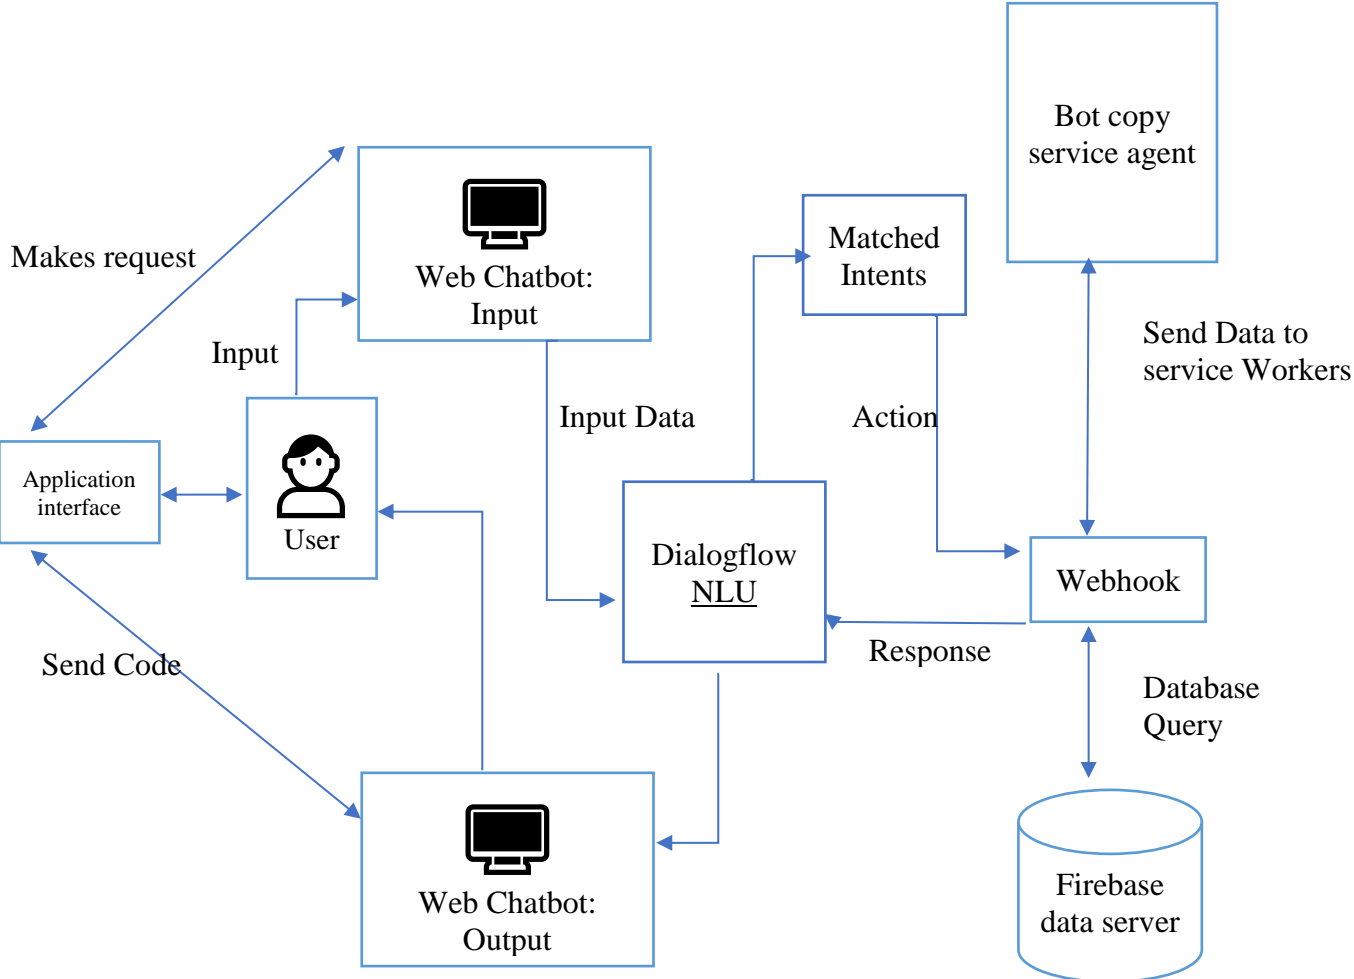 Bot copy
service agent
Makes request
Web Chatbot:
Input
Matched
Intents
Input
Send Data to
service Workers
Input Data
Action
Application
interface
User
Dialogflow
NLU
Webhook
Send Code
Response
Database
Query
Web Chatbot:
Output
Firebase
data server